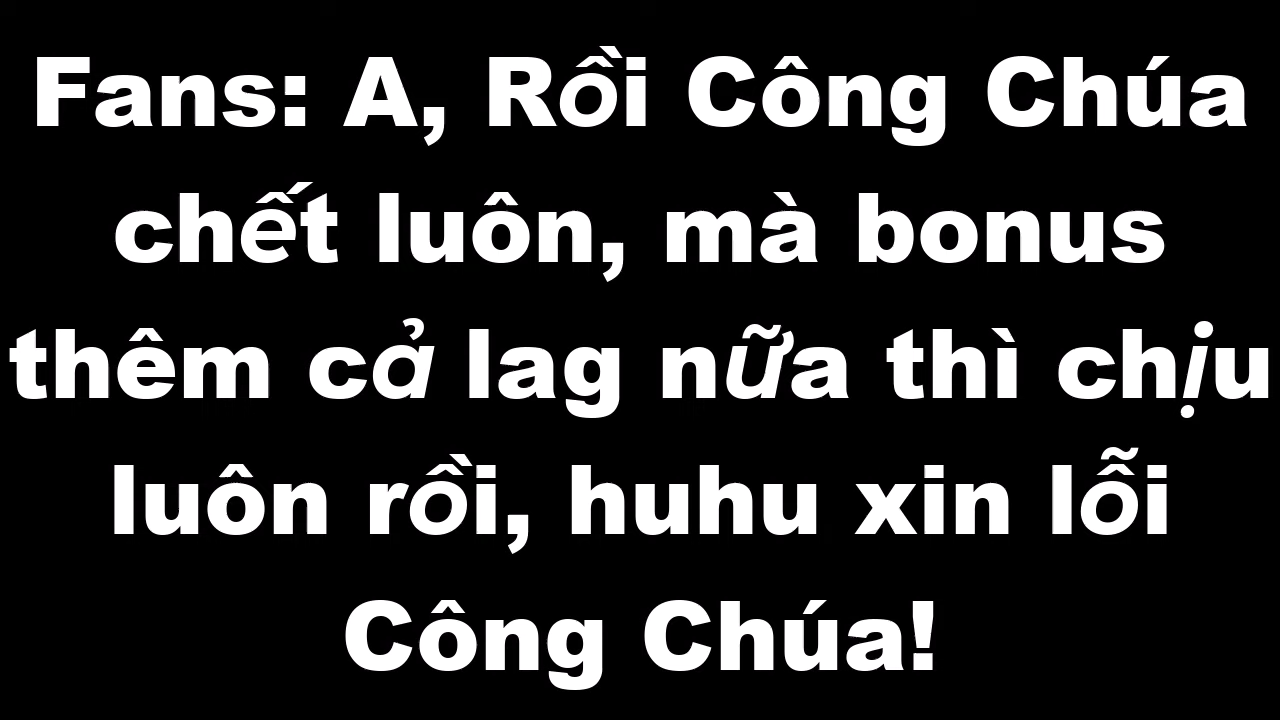 Fans: A, Rồi Công Chúa
chết luôn, mà bonus
thêm cả lag nữa thì chịu
luôn rồi, huhu xin lỗi
Công Chúa!